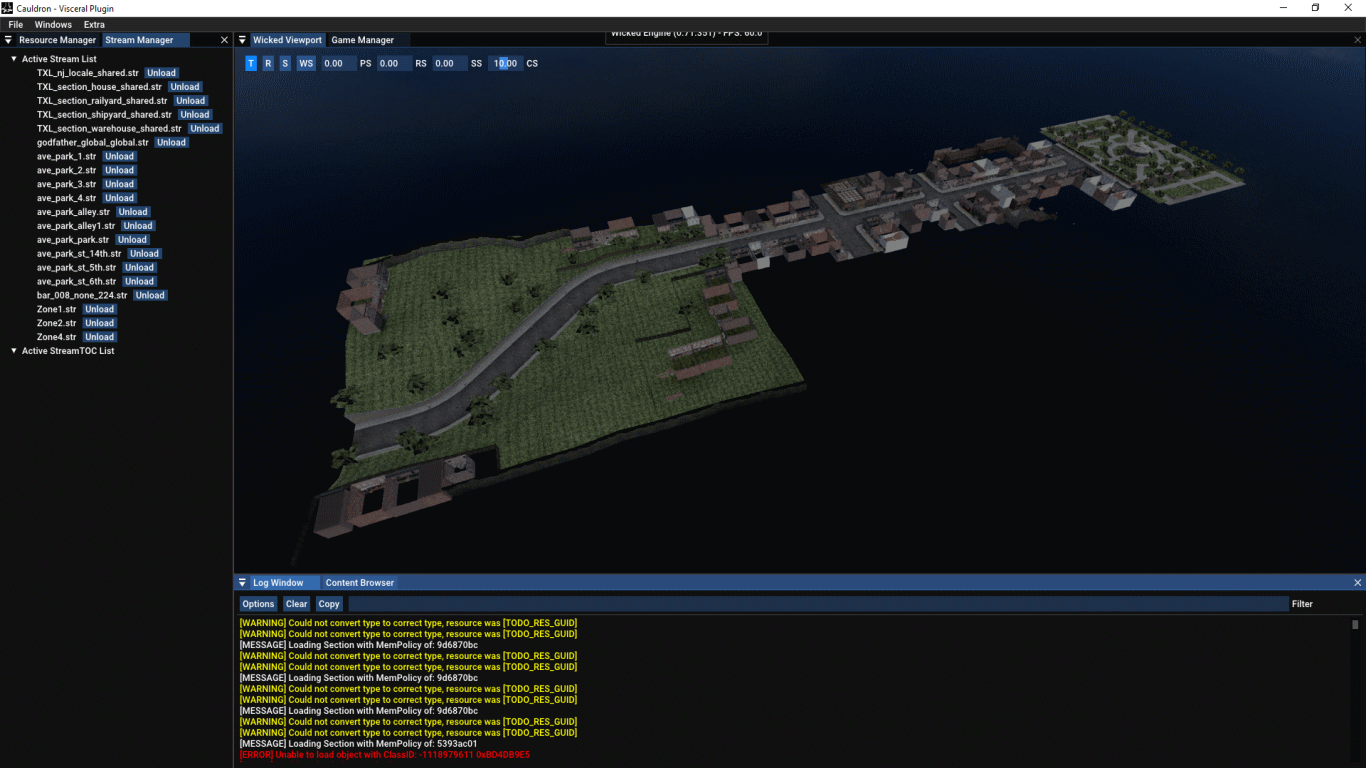 Cauldron - Visceral Plugin
File Windows Extra
Resource Manager Stream Manager
Active Stream List
TXL_nj_locale_shared.str Unload
TXL_section_house_shared.str Unload
TXL_section_railyard_shared.str Unload
TXL_section_shipyard_shared.str Unload
TXL_section_warehouse_shared.str Unload
godfather_global_global.str Unload
ave_park_1.str Unload
ave_park_2.str Unload
ave_park_3.str Unload
ave_park_4.str Unload
ave_park_alley.str Unload
ave_park_alley1.str Unload
ave_park_park.str Unload
ave_park_st_14th.str Unload
ave_park_st_5th.str Unload
ave_park_st_6th.str Unload
bar_008_none_224.str Unload
Zone1.str Unload
Zone2.str Unload
Zone4.str Unload
Active StreamTOC List
Wicked Viewport Game Manager
Wicked Engine (0.71.351) - FPS: 60.0
T R S WS 0.00 PS 0.00 RS 0.00 SS 10.00 CS
Log Window Content Browser
Options Clear Copy Filter
[WARNING] Could not convert type to correct type, resource was [TODO_RES_GUID]
[WARNING] Could not convert type to correct type, resource was [TODO_RES_GUID]
[MESSAGE] Loading Section with MemPolicy of: 9d6870bc
[WARNING] Could not convert type to correct type, resource was [TODO_RES_GUID]
[WARNING] Could not convert type to correct type, resource was [TODO_RES_GUID]
[MESSAGE] Loading Section with MemPolicy of: 9d6870bc
[WARNING] Could not convert type to correct type, resource was [TODO_RES_GUID]
[WARNING] Could not convert type to correct type, resource was [TODO_RES_GUID]
[MESSAGE] Loading Section with MemPolicy of: 9d6870bc
[WARNING] Could not convert type to correct type, resource was [TODO_RES_GUID]
[WARNING] Could not convert type to correct type, resource was [TODO_RES_GUID]
[MESSAGE] Loading Section with MemPolicy of: 5393ac01
[ERROR] Unable to load object with ClassID: -1118979611 0xBD4DB9E5